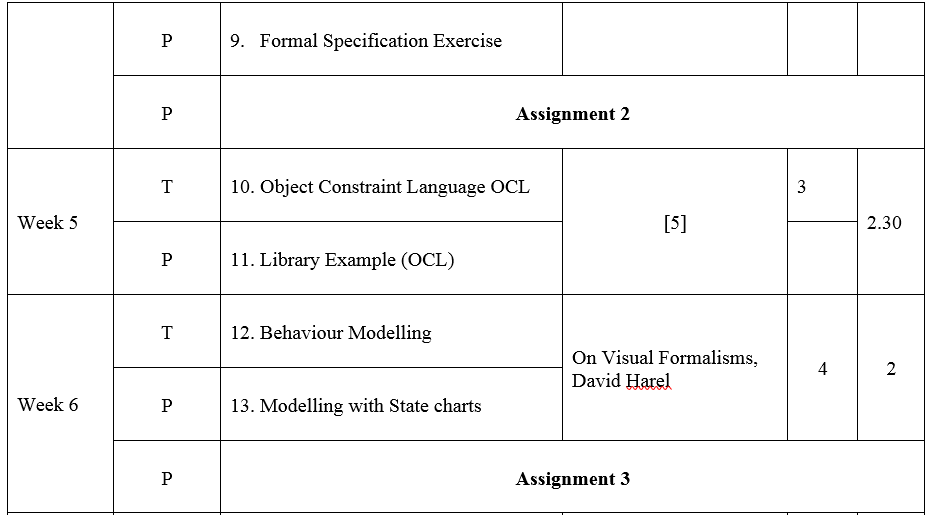 P 9. Formal Specification Exercise
P Assignment 2
Week 5 T 10. Object Constraint Language OCL [5] 3 2.30
P 11. Library Example (OCL)
Week 6 T 12. Behaviour Modelling On Visual Formalisms, 4 2
David Harel
P 13. Modelling with State charts
P Assignment 3